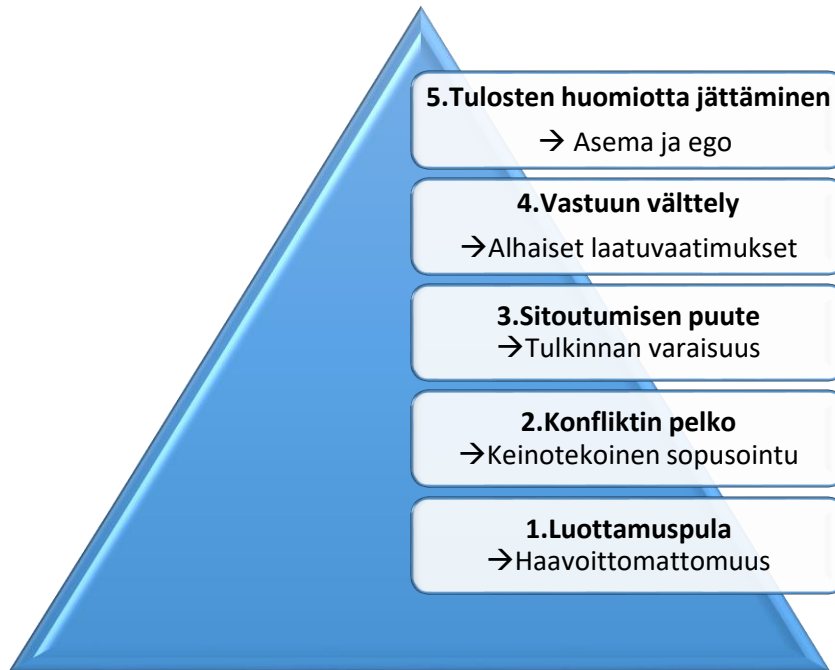 5.Tulosten huomiotta jättäminen
→ Asema ja ego
4.Vastuun välttely
→Alhaiset laatuvaatimukset
3.Sitoutumisen puute
→Tulkinnan varaisuus
2.Konfliktin pelko
→Keinotekoinen sopusointu
1.Luottamuspula
→Haavoittomattomuus